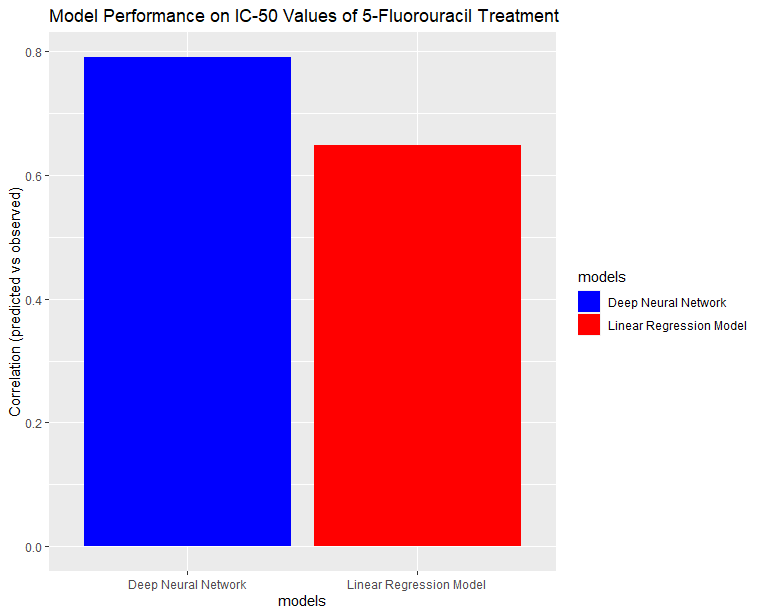 Model Performance on IC-50 Values of 5-Fluorouracil Treatment
Correlation (predicted vs observed)
0.8
0.6
0.4
0.2
0.0
Deep Neural Network
Linear Regression Model
models
models
Deep Neural Network
Linear Regression Model